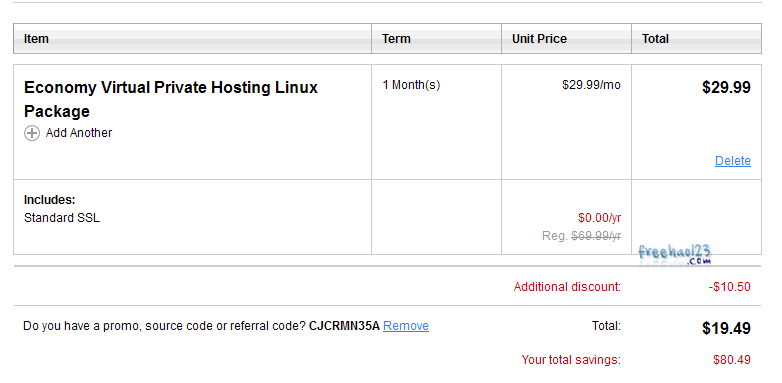 Item Term Unit Price Total
Economy Virtual Private Hosting Linux 1 Month(s) $29.99/mo $29.99
Package
Add Another
Delete
Includes:
Standard SSL $0.00/yr
Reg. $69.99/yr
freehao123
.com
Additional discount: -$10.50
Do you have a promo, source code or referral code? CJCRMN35A Remove Total: $19.49
Your total savings: $80.49